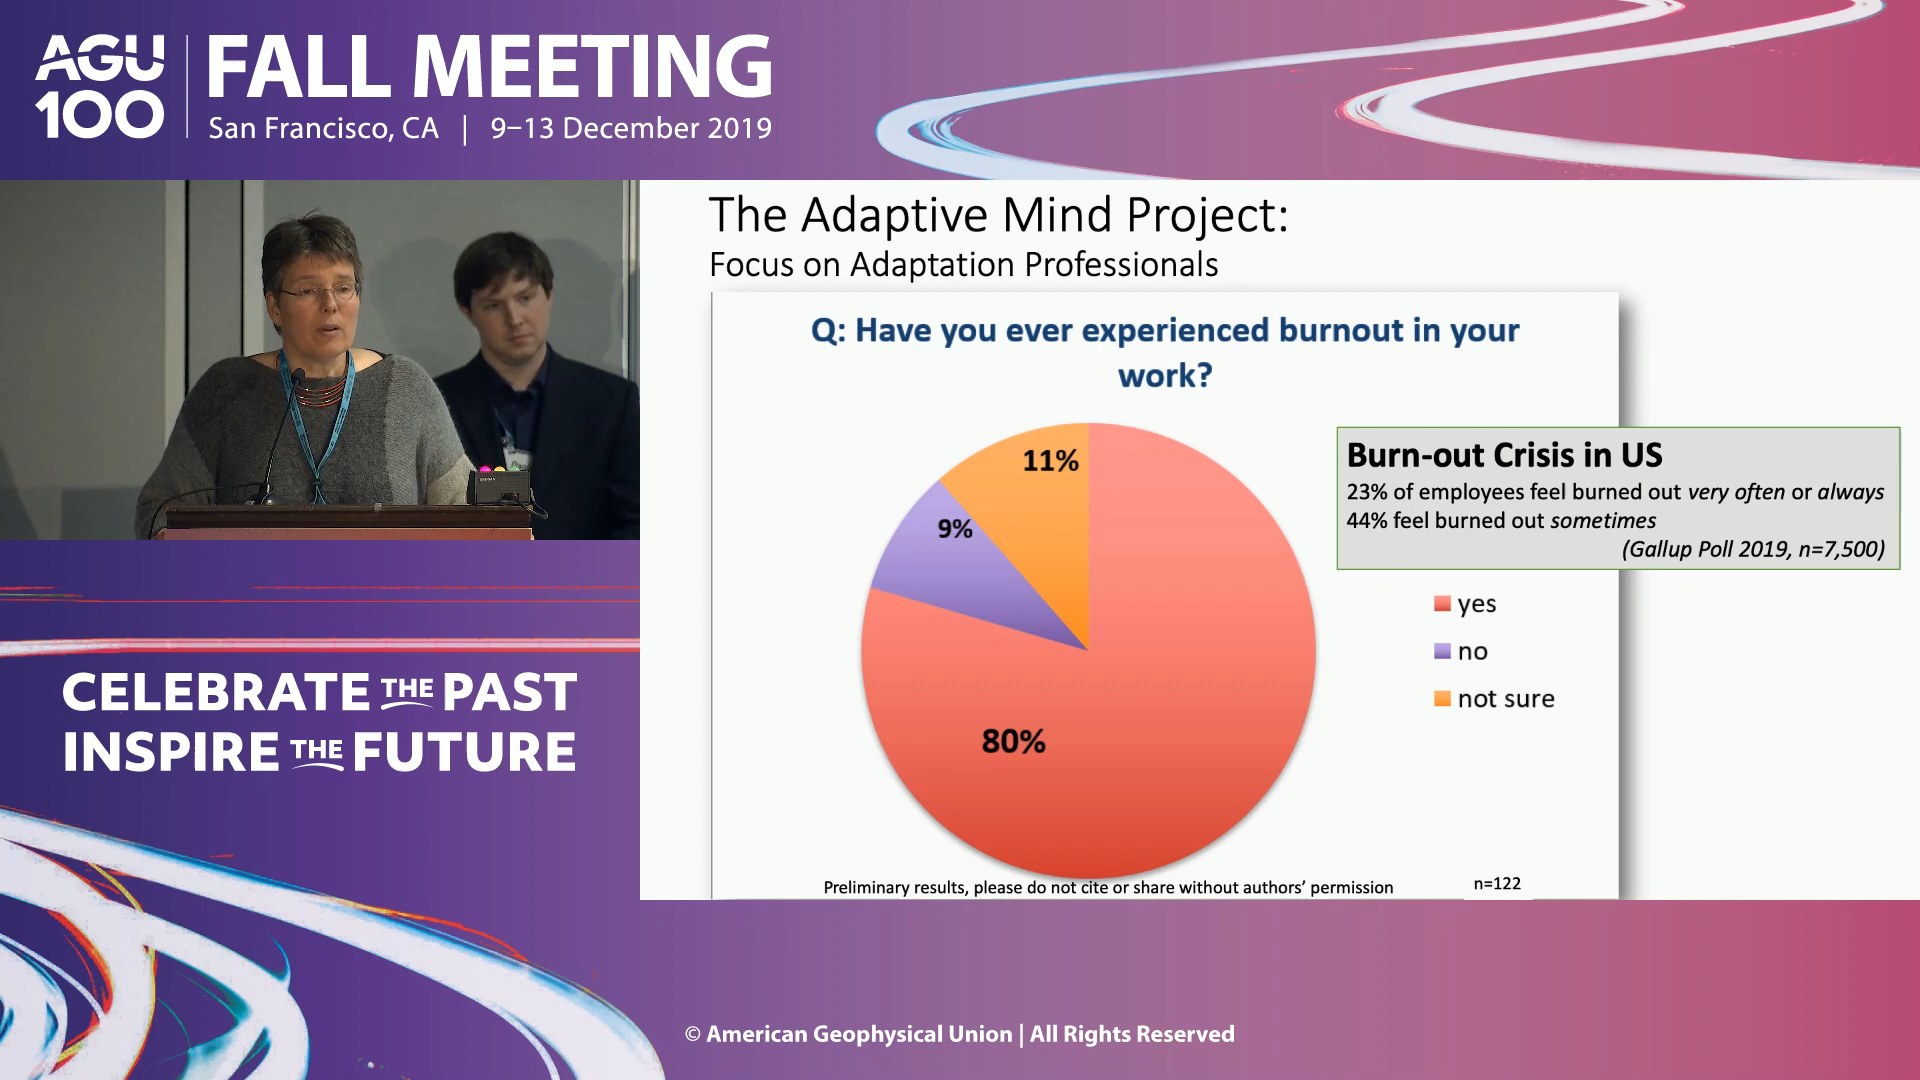 AGU
100
FALL MEETING
San Francisco, CA | 9–13 December 2019
The Adaptive Mind Project:
Focus on Adaptation Professionals
Q: Have you ever experienced burnout in your
work?
11%
9%
80%
Burn-out Crisis in US
23% of employees feel burned out very often or always
44% feel burned out sometimes
(Gallup Poll 2019, n=7,500)
yes
no
not sure
Preliminary results, please do not cite or share without authors’ permission
n=122
CELEBRATE THE PAST
INSPIRE THE FUTURE
© American Geophysical Union | All Rights Reserved